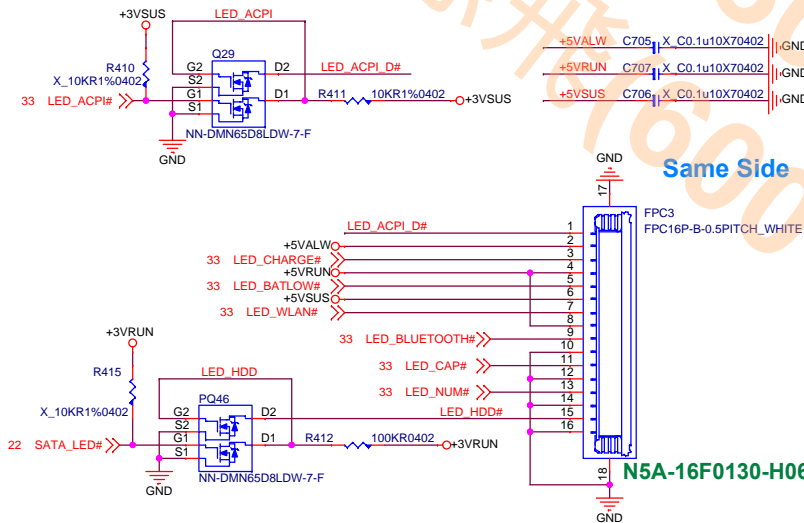 +3VSUS
LED_ACPI
R410
X_10KR1%0402
33 LED_ACPI#
Q29
G2
S2
G1
S1
D2
D1
LED_ACPI_D#
R411
10KR1%0402
+3VSUS
NN-DMN65D8LDW-7-F
GND
+5VALW C705 X_C0.1u10X70402 GND
+5VRUN C707 X_C0.1u10X70402 GND
+5VSUS C706 X_C0.1u10X70402 GND
GND
Same Side
17
FPC3
FPC16P-B-0.5PITCH_WHITE
LED_ACPI_D# 1
+5VALW 2
33 LED_CHARGE# 3
+5VRUN 4
33 LED_BATLOW# 5
+5VSUS 6
33 LED_WLAN# 7
8
33 LED_BLUETOOTH# 9
10
33 LED_CAP# 11
12
33 LED_NUM# 13
14
LED_HDD# 15
16
18
N5A-16F0130-H06
GND
+3VRUN
R415
X_10KR1%0402
LED_HDD
PQ46
22 SATA_LED#
G2
S2
G1
S1
D2
D1
R412
100KR0402
+3VRUN
NN-DMN65D8LDW-7-F
GND